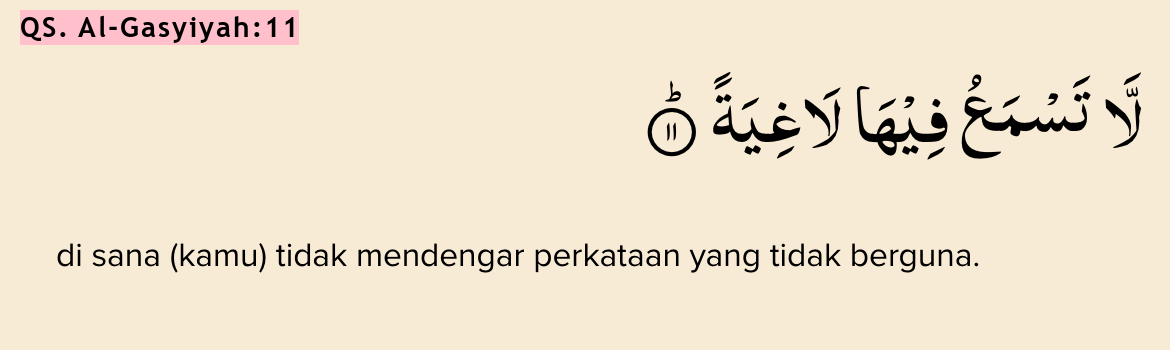 QS. Al-Gasyiyah:11
لَّا تَسْمَعُ فِيْهَا لَاغِيَةًۗ ١١
di sana (kamu) tidak mendengar perkataan yang tidak berguna.